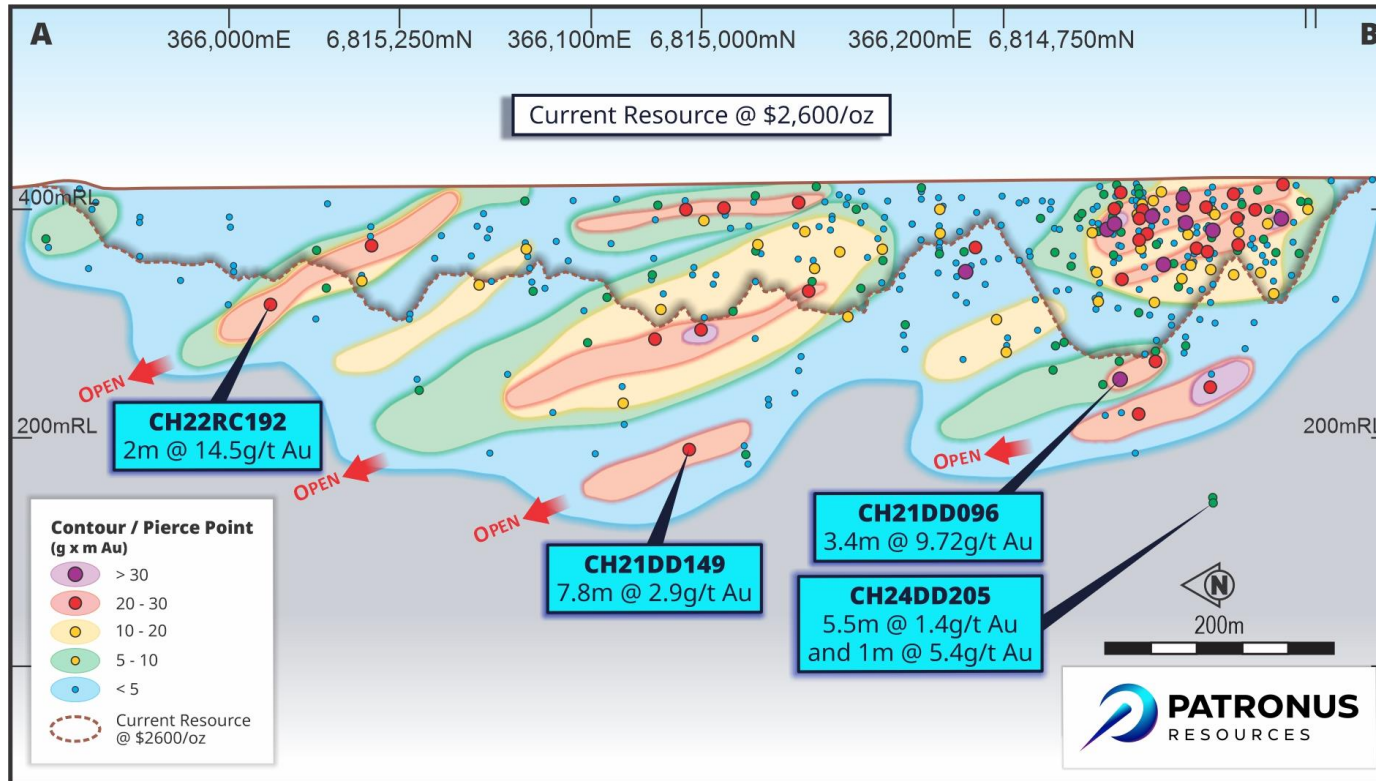 A
366,000mE
6,815,250mN
366,100mE
6,815,000mN
366,200mE
6,814,750mN
B
Current Resource @ $2,600/oz
400mRL
200mRL
200mRL
OPEN
OPEN
OPEN
OPEN
CH22RC192
2m @ 14.5g/t Au
CH21DD149
7.8m @ 2.9g/t Au
CH21DD096
3.4m @ 9.72g/t Au
CH24DD205
5.5m @ 1.4g/t Au
and 1m @ 5.4g/t Au
Contour / Pierce Point
(g x m Au)
> 30
20 - 30
10 - 20
5 - 10
< 5
Current Resource
@ $2600/oz
N
200m
PATRONUS
RESOURCES